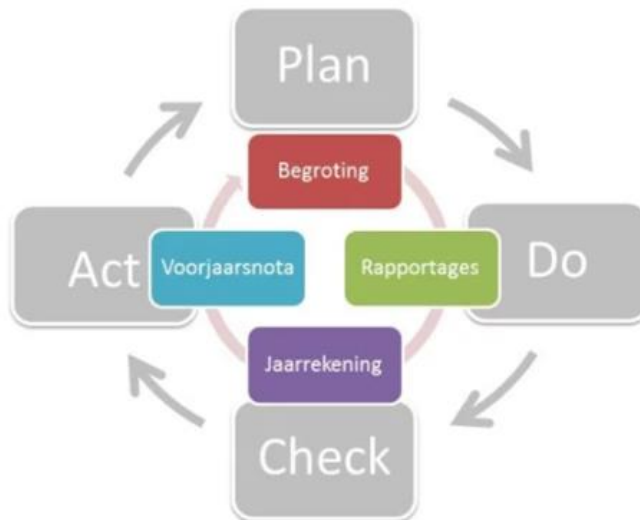 Plan
Begroting
Act
Voorjaarsnota
Rapportages
Do
Jaarrekening
Check